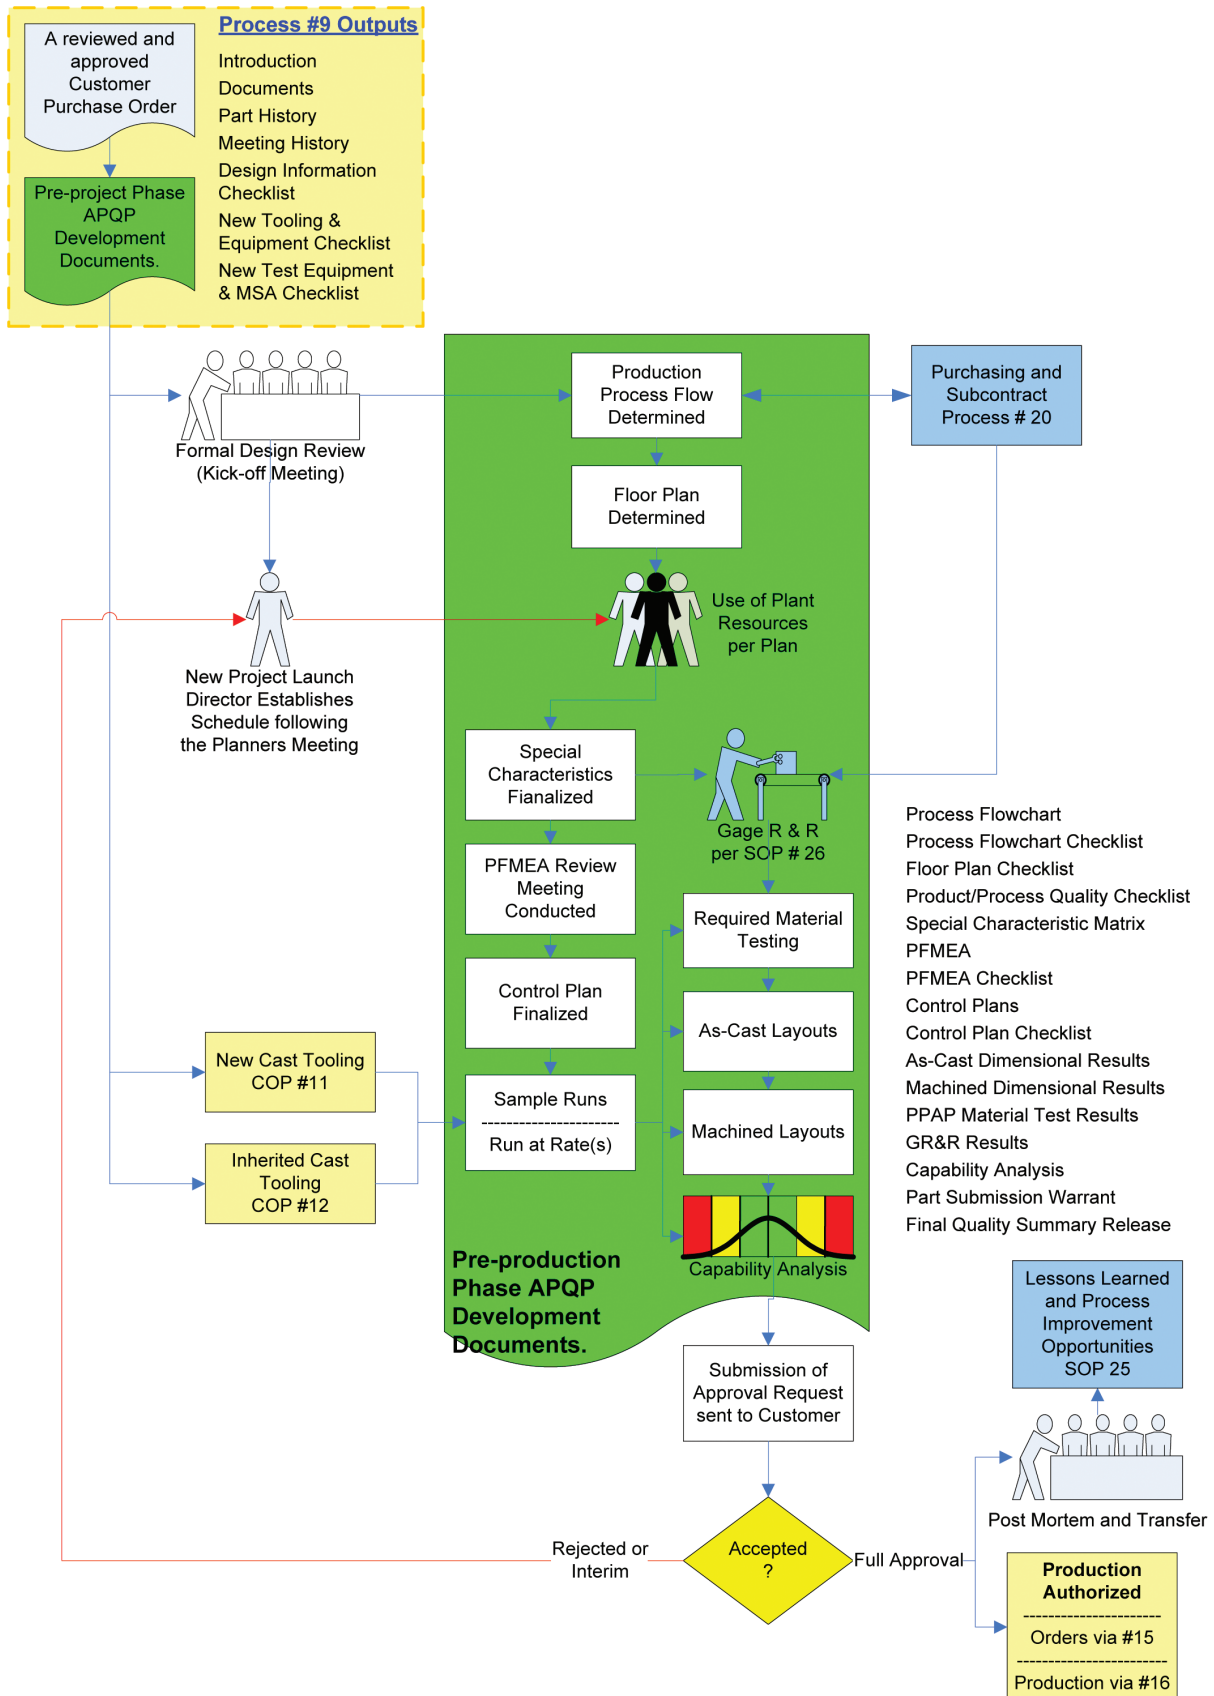 A reviewed and
approved
Customer
Purchase Order
Pre-project Phase
APQP
Development
Documents.
Process #9 Outputs
Introduction
Documents
Part History
Meeting History
Design Information
Checklist
New Tooling &
Equipment Checklist
New Test Equipment
& MSA Checklist
Formal Design Review
(Kick-off Meeting)
Production
Process Flow
Determined
Purchasing and
Subcontract
Process # 20
Floor Plan
Determined
Use of Plant
Resources
per Plan
New Project Launch
Director Establishes
Schedule following
the Planners Meeting
Special
Characteristics
Fianalized
Gage R & R
per SOP # 26
PFMEA Review
Meeting
Conducted
Required Material
Testing
Control Plan
Finalized
As-Cast Layouts
New Cast Tooling
COP #11
Inherited Cast
Tooling
COP #12
Sample Runs
----------------------
Run at Rate(s)
Machined Layouts
Capability Analysis
Pre-production
Phase APQP
Development
Documents.
Process Flowchart
Process Flowchart Checklist
Floor Plan Checklist
Product/Process Quality Checklist
Special Characteristic Matrix
PFMEA
PFMEA Checklist
Control Plans
Control Plan Checklist
As-Cast Dimensional Results
Machined Dimensional Results
PPAP Material Test Results
GR&R Results
Capability Analysis
Part Submission Warrant
Final Quality Summary Release
Submission of
Approval Request
sent to Customer
Lessons Learned
and Process
Improvement
Opportunities
SOP 25
Post Mortem and Transfer
Accepted
?
Rejected or
Interim
Full Approval
Production
Authorized
----------------------
Orders via #15
------------------------
Production via #16